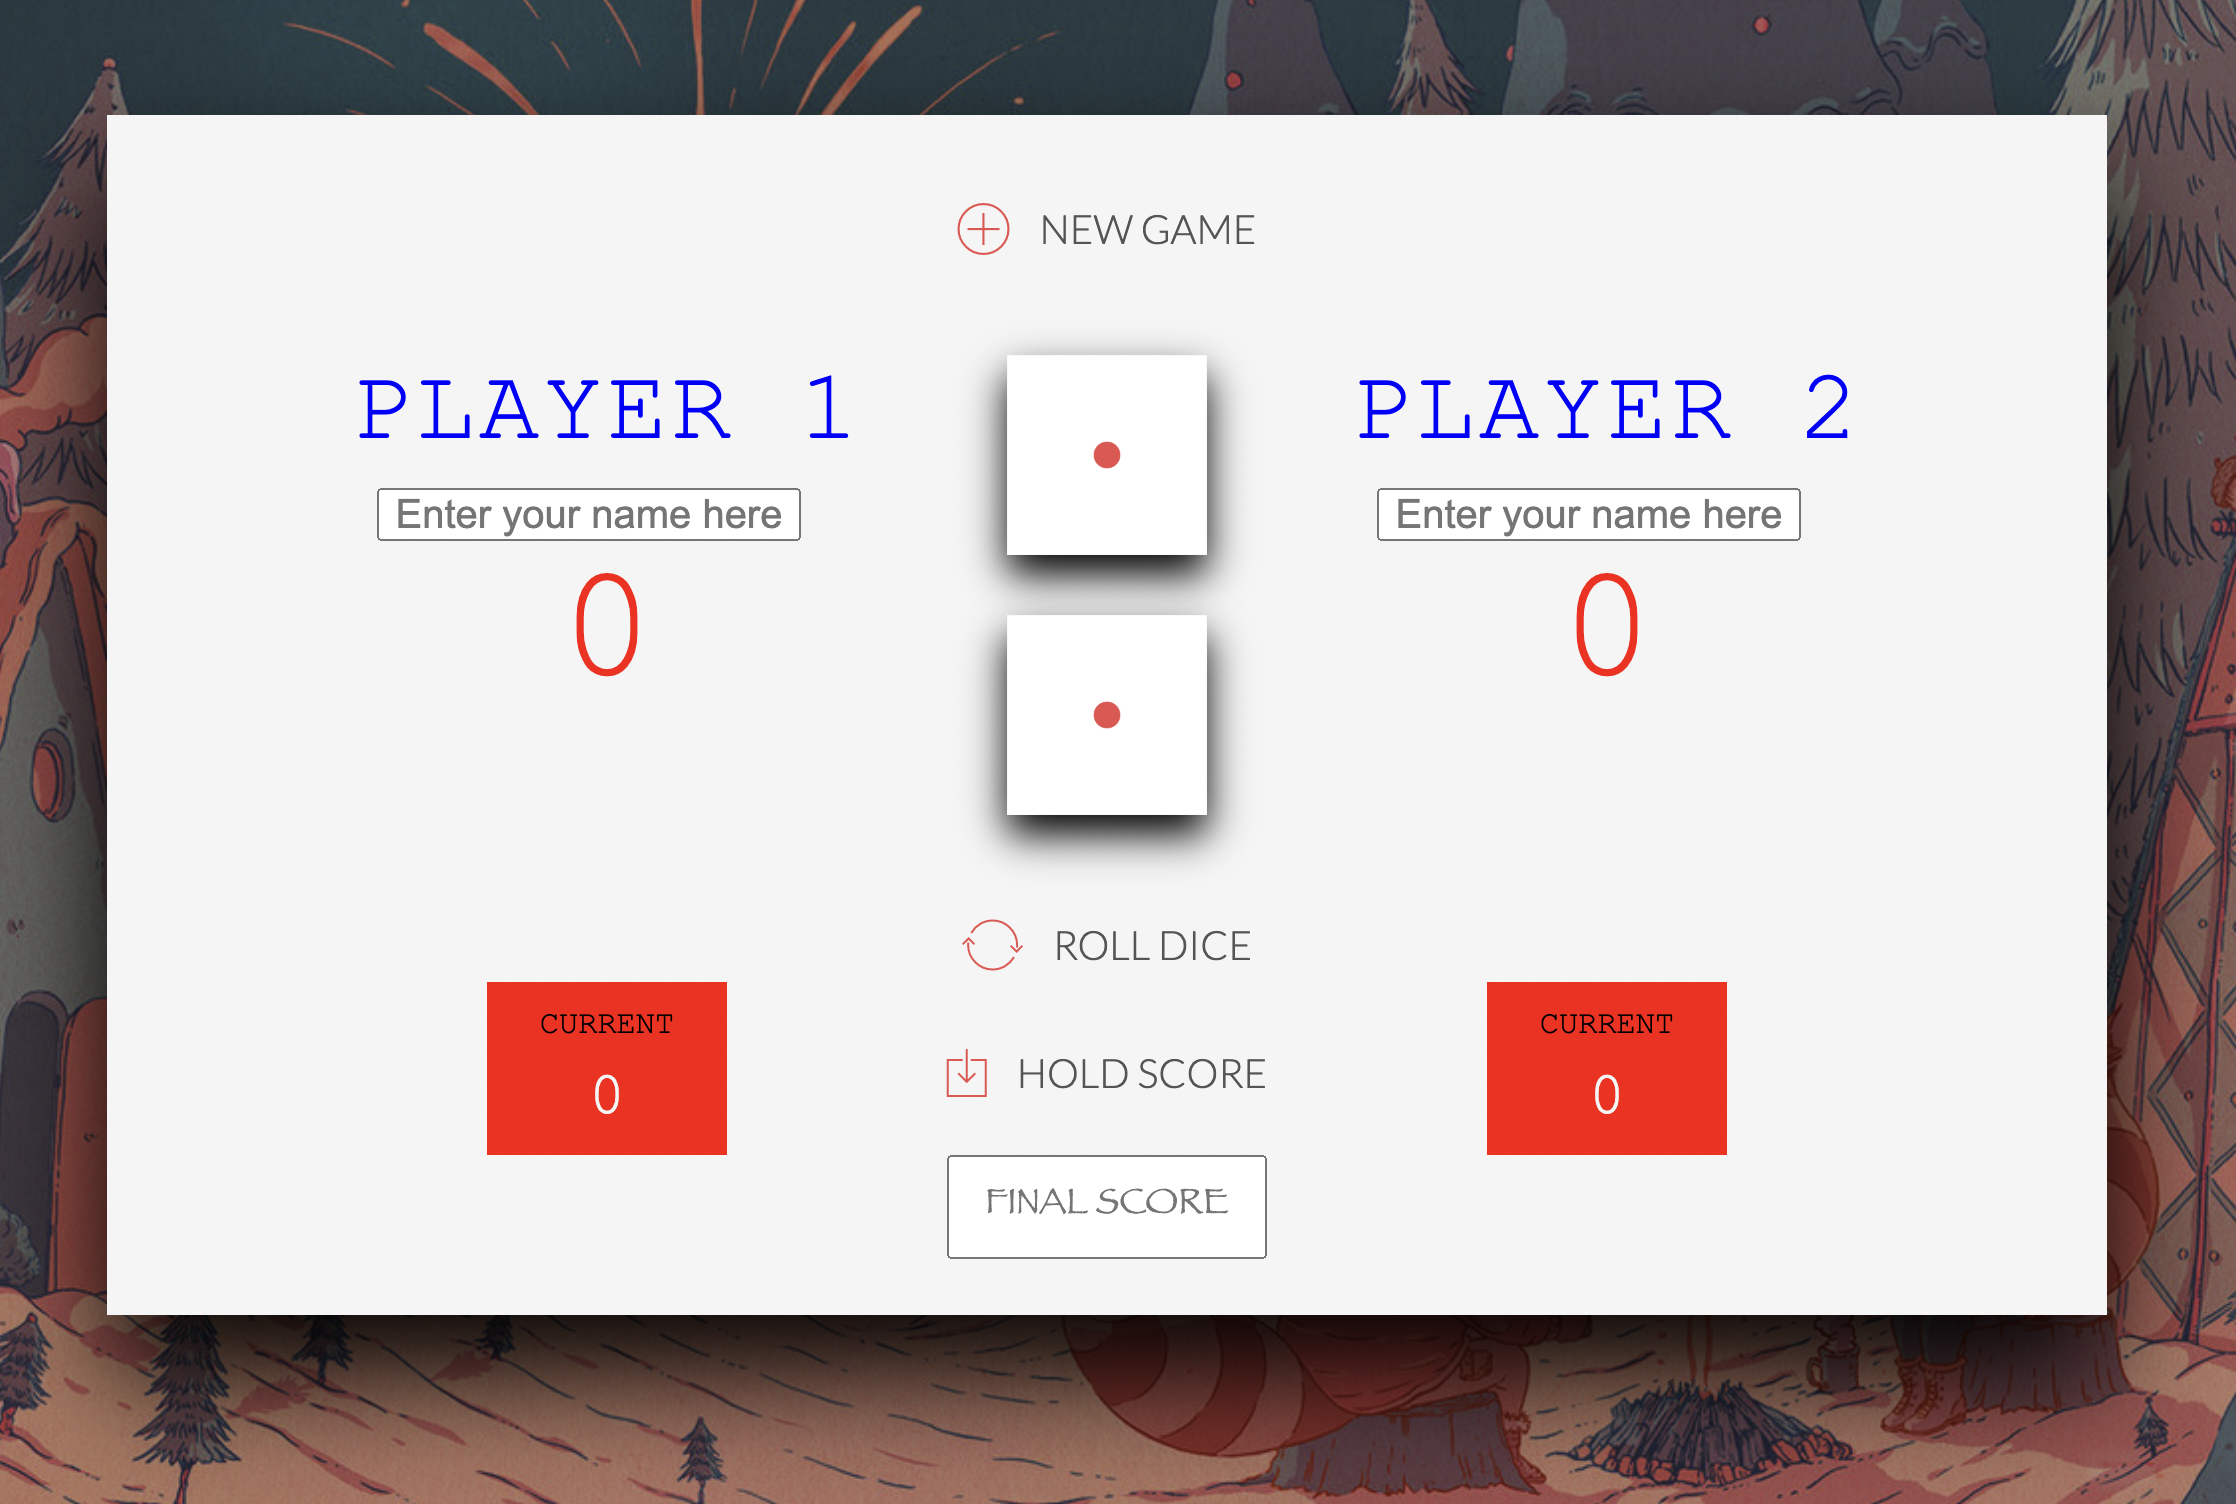 NEW GAME
PLAYER 1
Enter your name here
0
PLAYER 2
Enter your name here
0
ROLL DICE
HOLD SCORE
CURRENT
0
CURRENT
0
FINAL SCORE